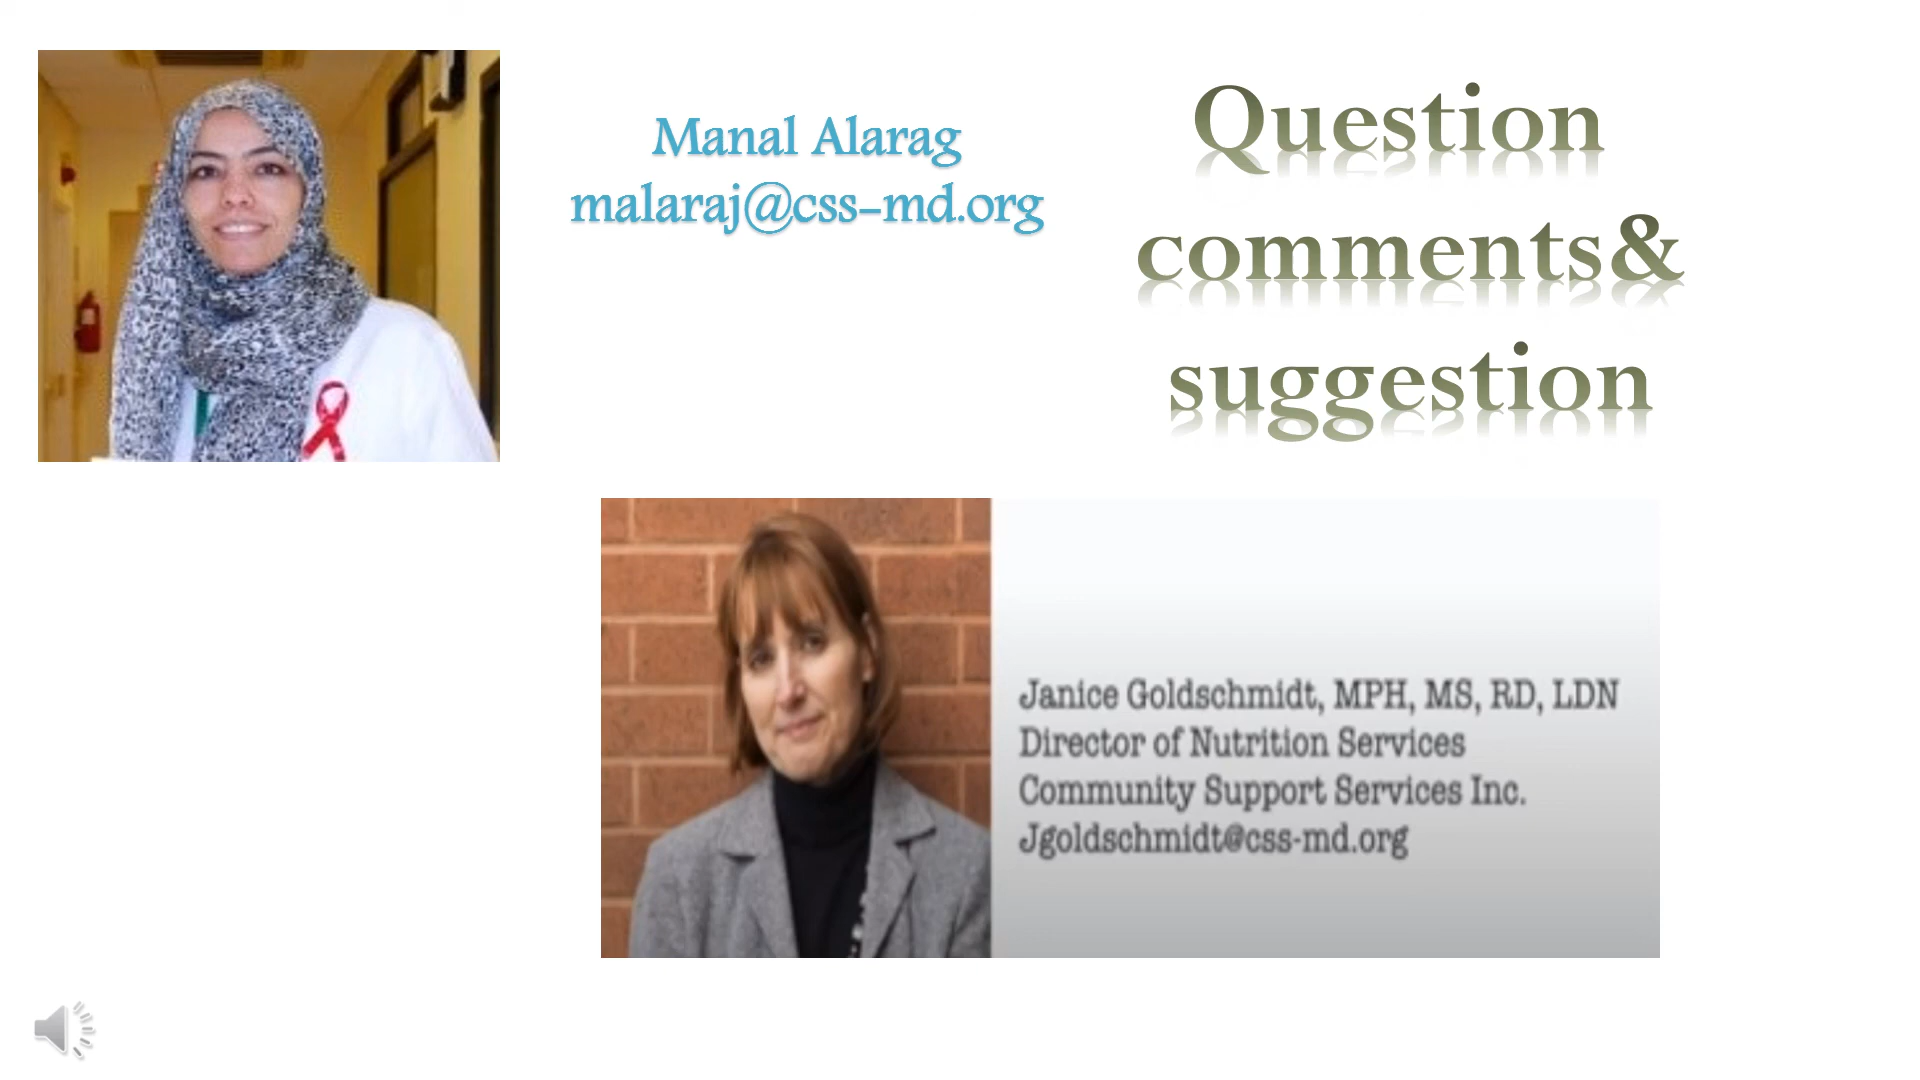 Manal Alarag
malaraj@css-md.org
Question
comments&
suggestion
Janice Goldschmidt, MPH, MS, RD, LDN
Director of Nutrition Services
Community Support Services Inc.
Jgoldschmidt@css-md.org